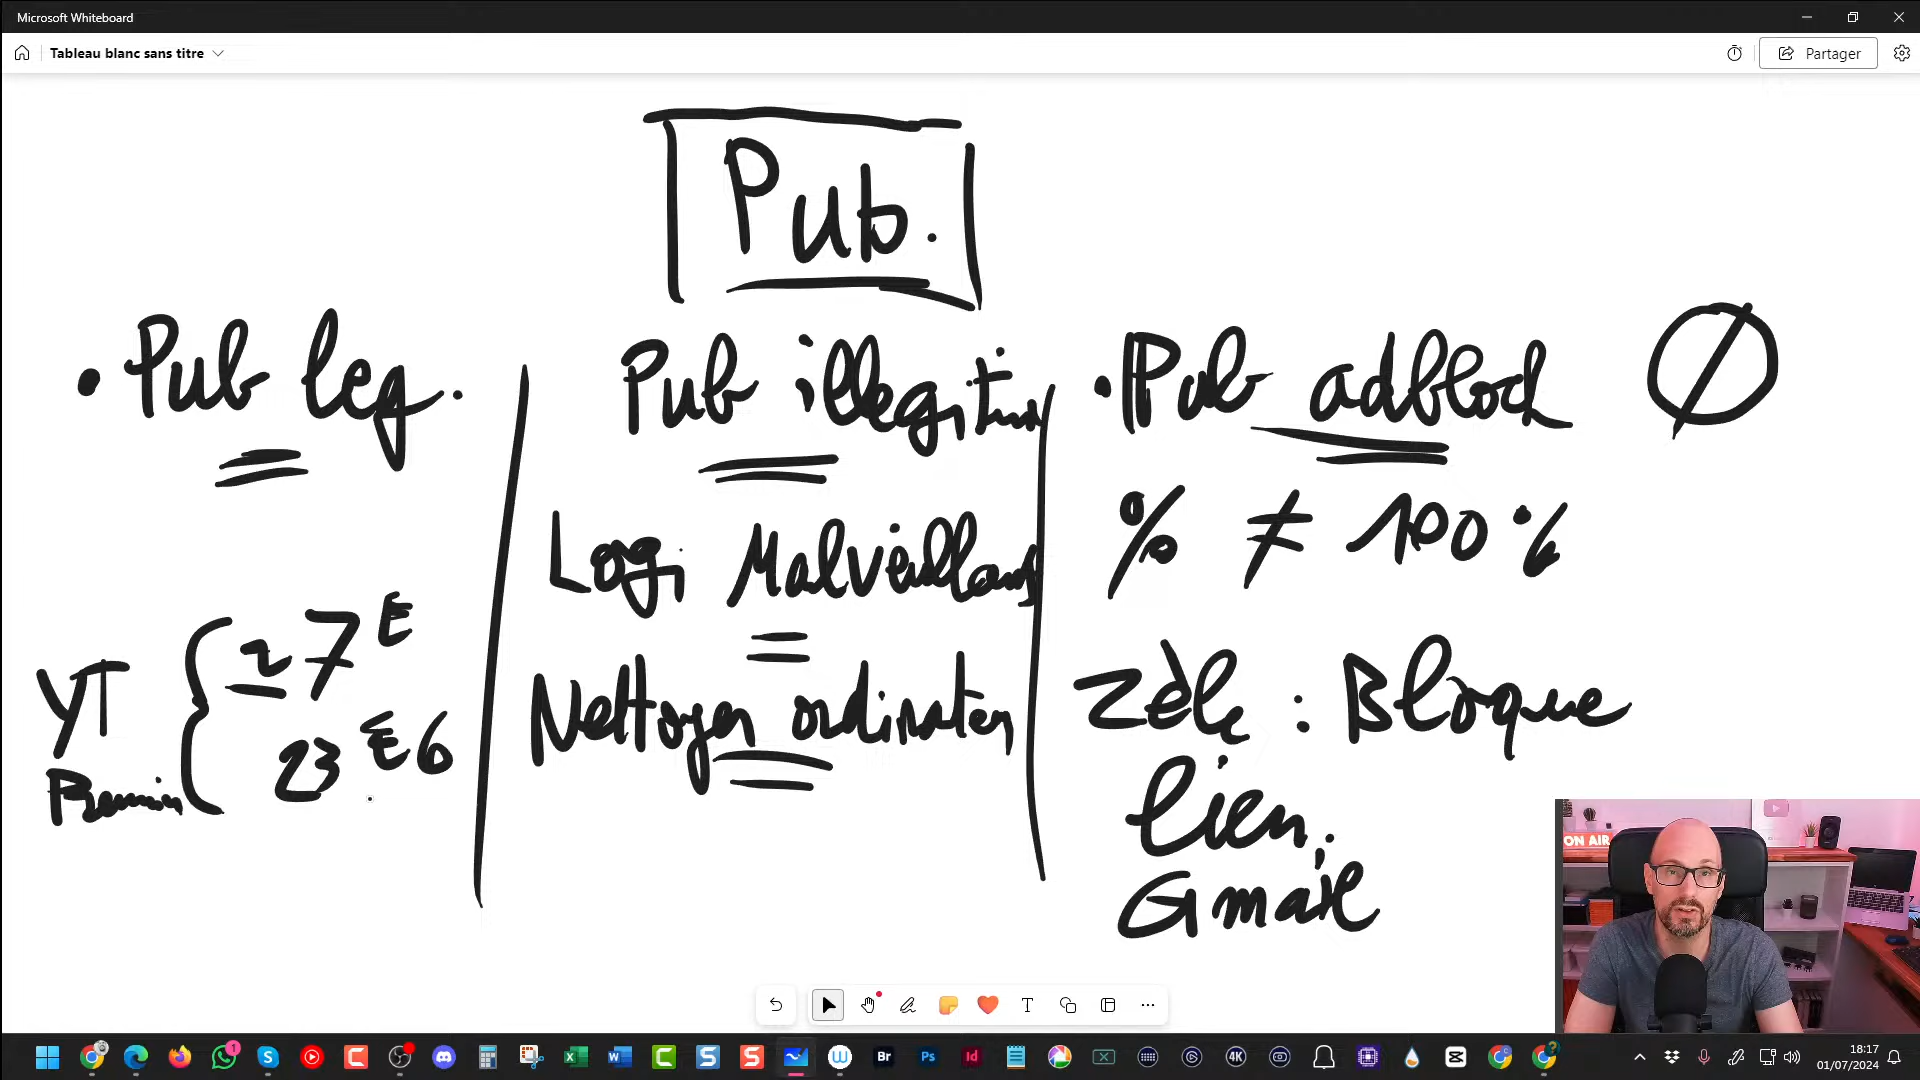 Microsoft Whiteboard
Tableau blanc sans titre
Partager
Pub.
• Pub leg.
YT
Premium
27 E
23 E 6
Pub illegitime
Logi Malveillant
Nettoyer ordinateur
• Pub adblock Ø
% ≠ 100 %
Zèle : Bloque
lien.
Gmail
ON AIR
18:17
01/07/2024